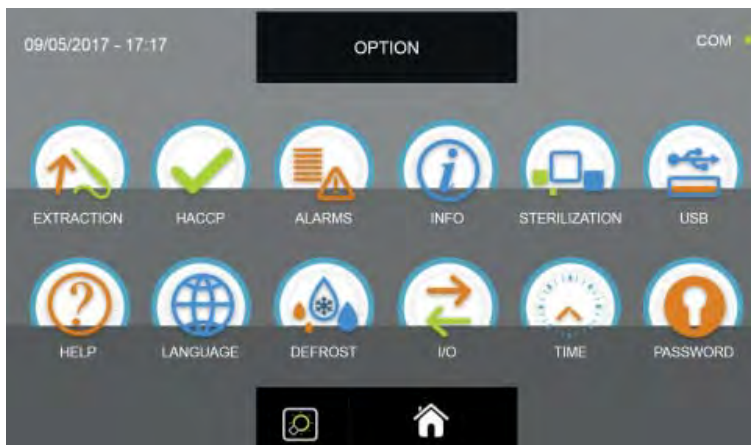 09/05/2017 - 17:17 OPTION COM
EXTRACTION HACCP ALARMS INFO STERILIZATION USB
HELP LANGUAGE DEFROST I/O TIME PASSWORD